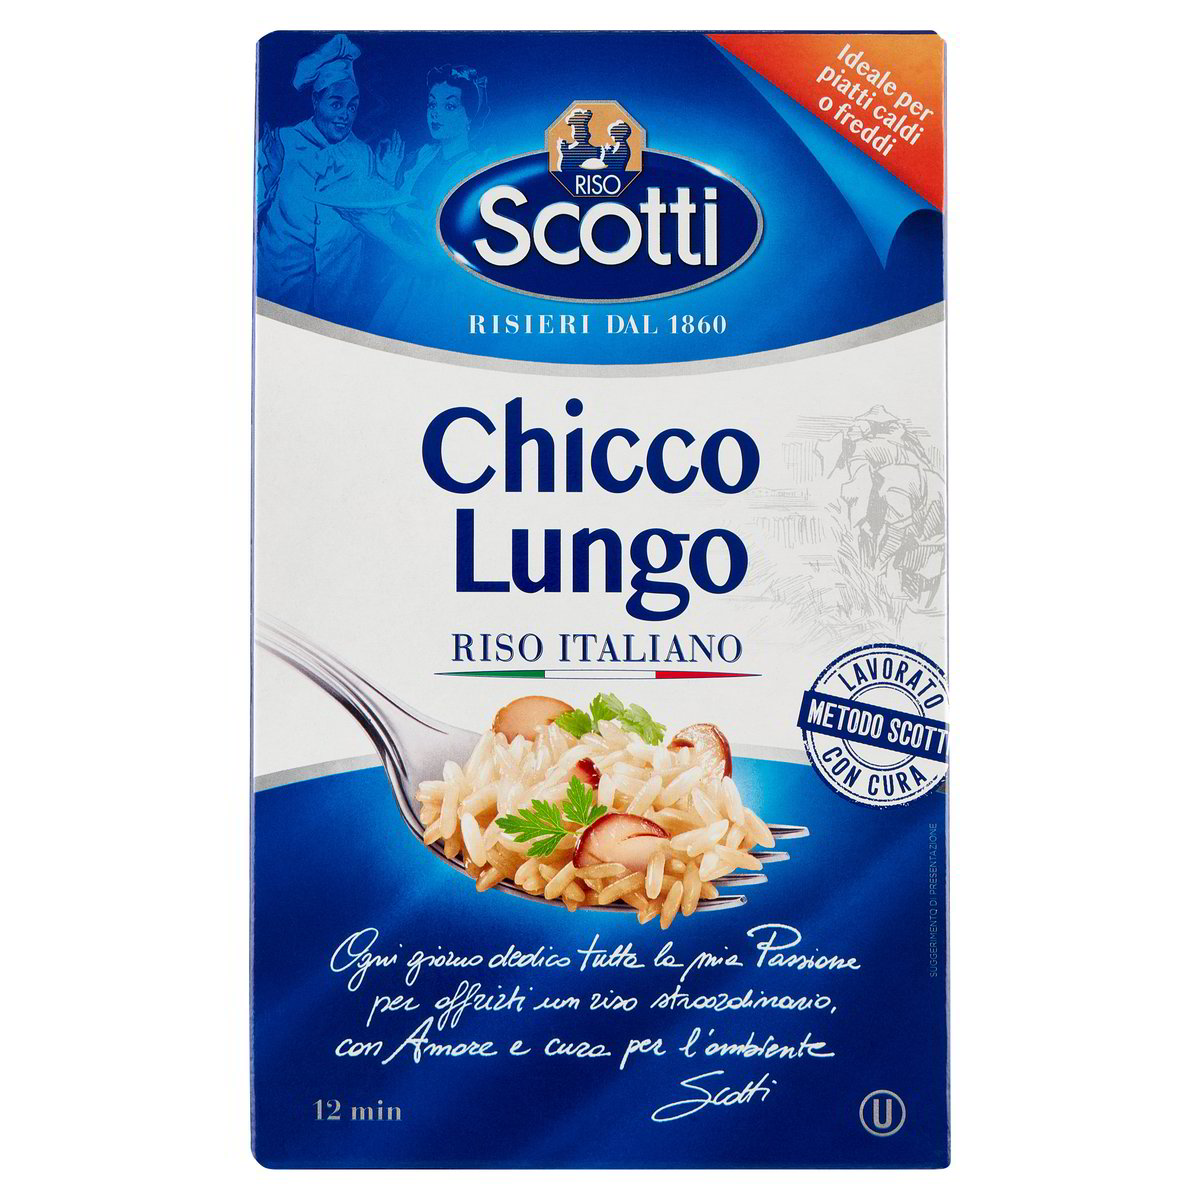 Ideale per
piatti caldi
o freddi
RISO
Scotti
RISIERI DAL 1860
Chicco
Lungo
RISO ITALIANO
LAVORATO
METODO SCOTT
CON CURA
SUGGERIMENTO DI PRESENTAZIONE
Ogni giorno dedico tutta la mia Passione
per offrirti un riso straordinario,
con Amore e cura per l'ambiente
Scotti
12 min
U